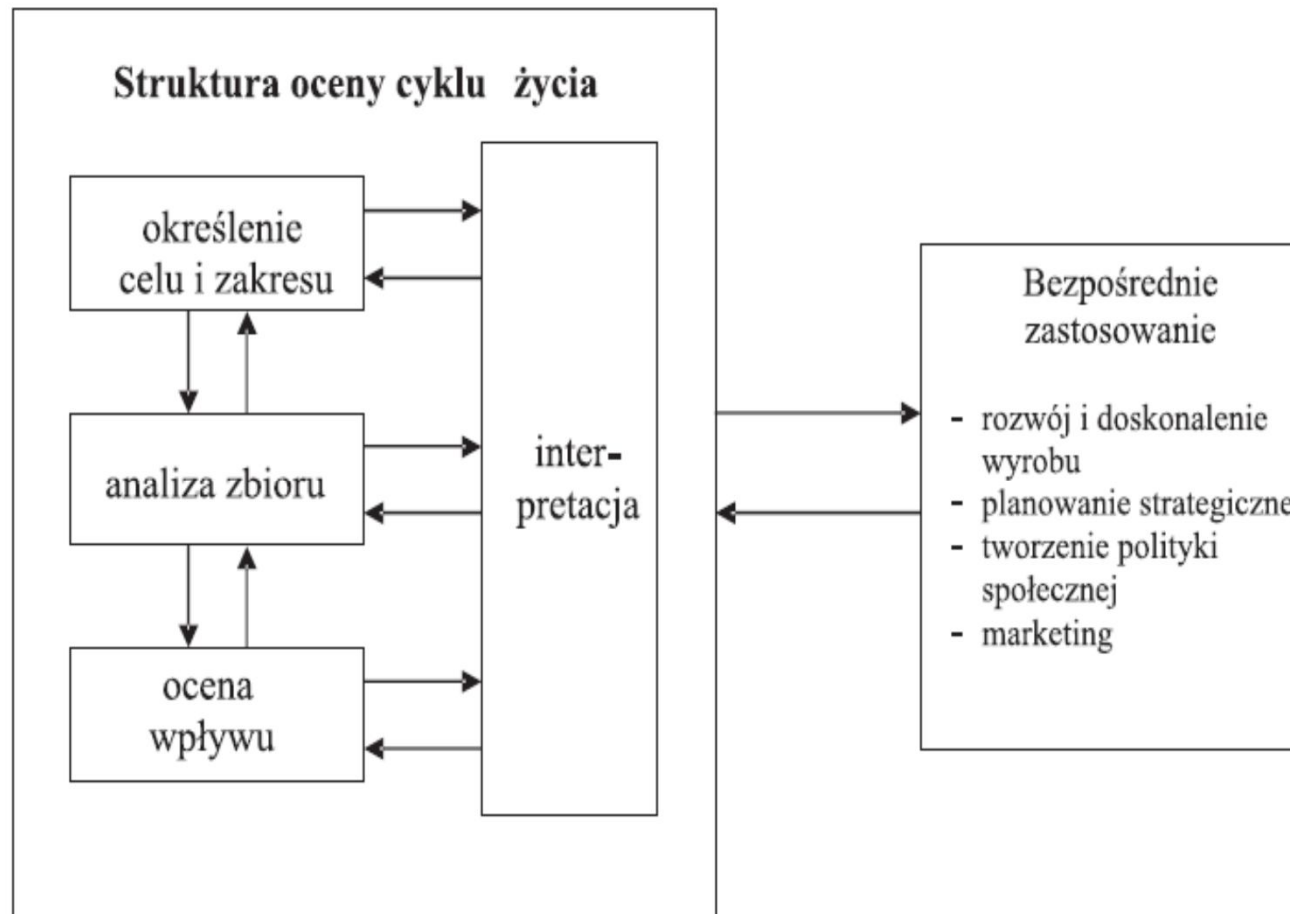 Struktura oceny cyklu życia
określenie
celu i zakresu
analiza zbioru
ocena
wpływu
inter-
pretacja
Bezpośrednie
zastosowanie
- rozwój i doskonalenie
wyrobu
- planowanie strategiczne
- tworzenie polityki
społecznej
- marketing